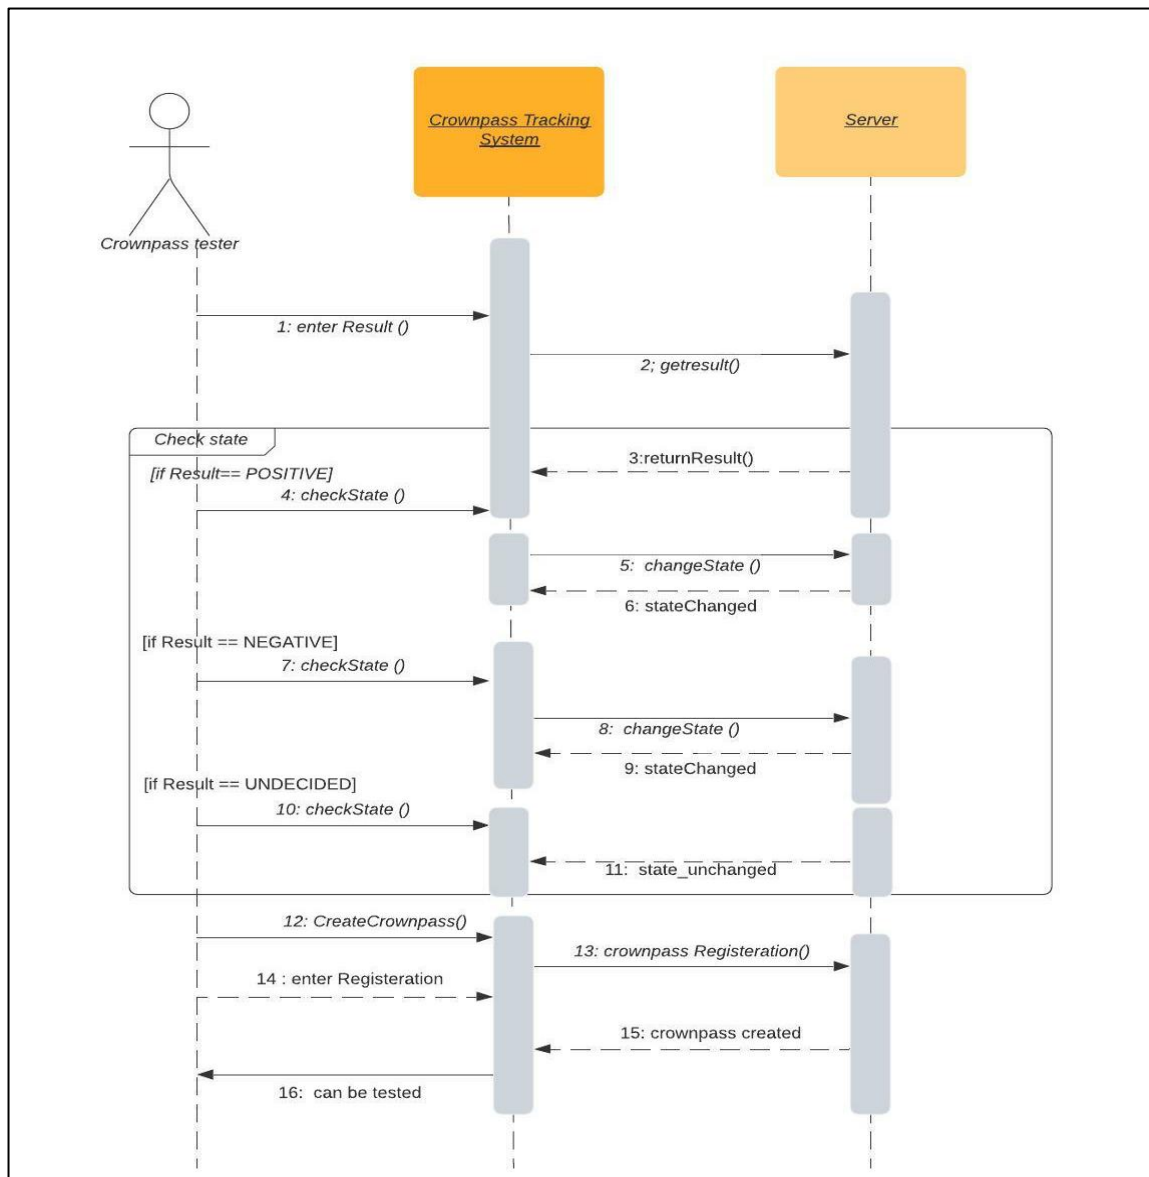 Crownpass Tracking
System
Server
Crownpass tester
1: enter Result ()
2; getresult()
Check state
[if Result== POSITIVE]
3:returnResult()
4: checkState ()
5:  changeState ()
6: stateChanged
[if Result == NEGATIVE]
7: checkState ()
8:  changeState ()
9: stateChanged
[if Result == UNDECIDED]
10: checkState ()
11:  state_unchanged
12: CreateCrownpass()
13: crownpass Registeration()
14 : enter Registeration
15: crownpass created
16:  can be tested